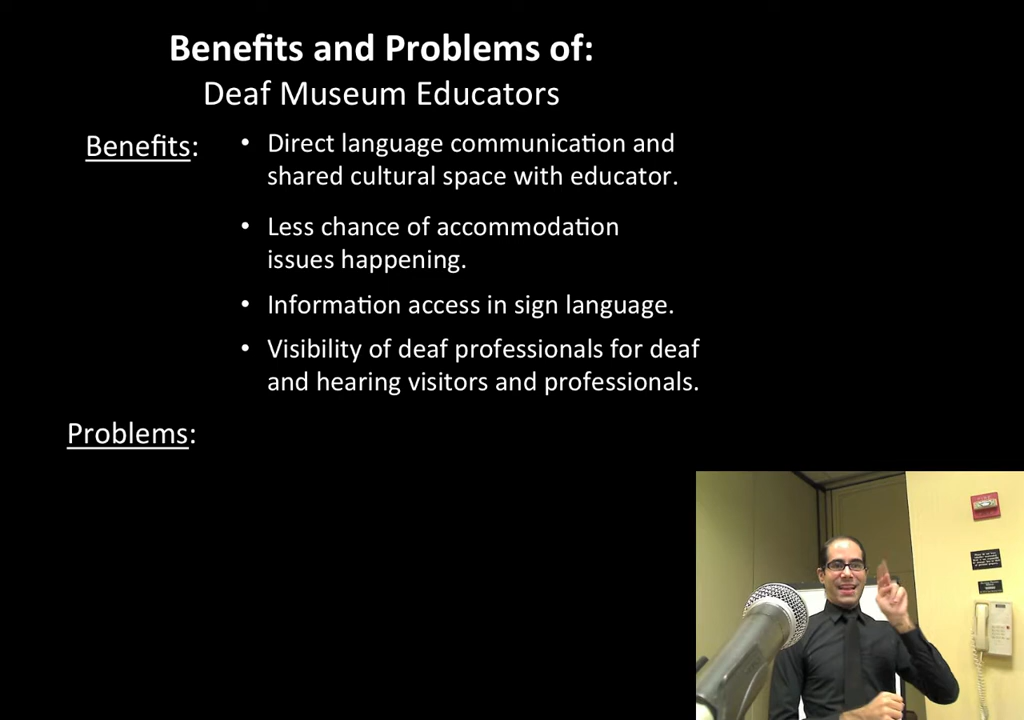 Benefits and Problems of:
Deaf Museum Educators
Benefits:
• Direct language communication and
shared cultural space with educator.
• Less chance of accommodation
issues happening.
• Information access in sign language.
• Visibility of deaf professionals for deaf
and hearing visitors and professionals.
Problems: